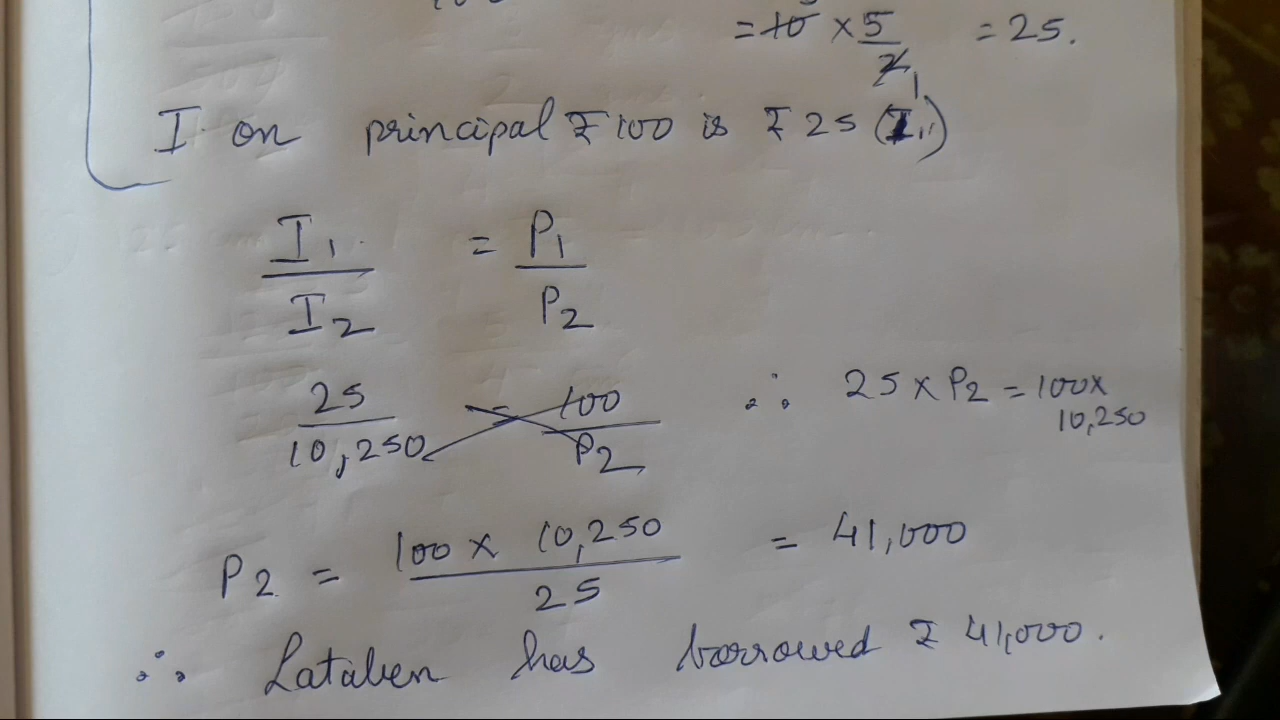 = 10 × 5/2 1 = 25.
I on principal ₹ 100 is ₹ 25 (I1)
I1/I2 = P1/P2
25/10,250 = 100/P2 ∴ 25 × P2 = 100 × 10,250
P2 = 100 × 10,250/25 = 41,000
∴ Lataben has borrowed ₹ 41,000.